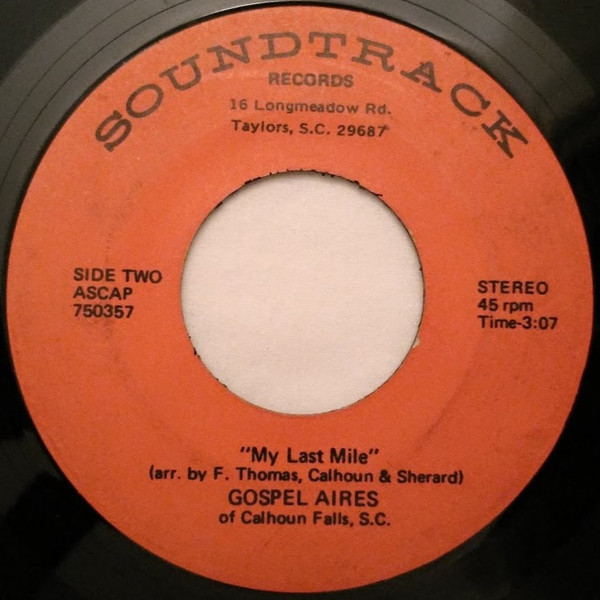 SOUNDTRACK
RECORDS
16 Longmeadow Rd.
Taylors, S.C. 29687
SIDE TWO
ASCAP
750357
STEREO
45 rpm
Time-3:07
"My Last Mile"
(arr. by F. Thomas, Calhoun & Sherard)
GOSPEL AIRES
of Calhoun Falls, S.C.